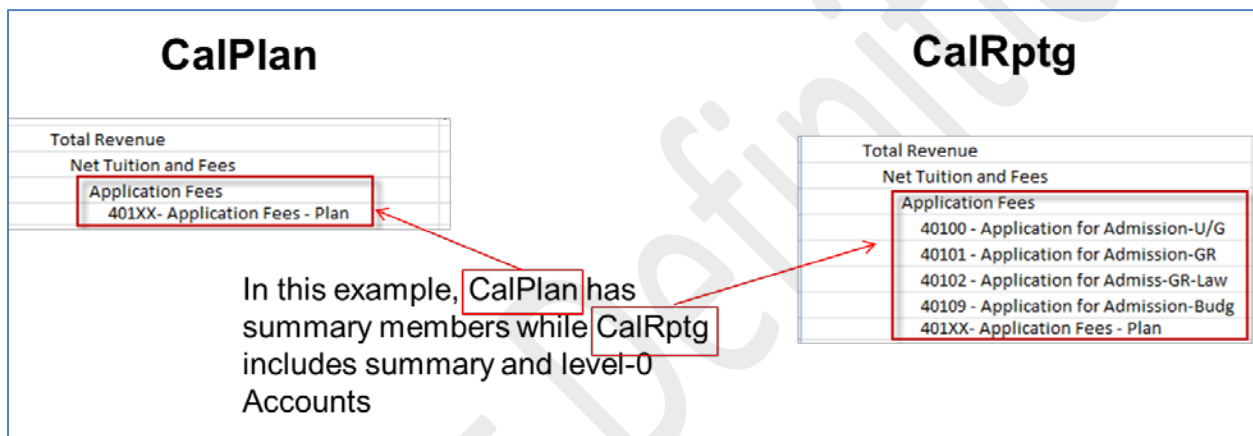 CalPlan
CalRptg
Total Revenue
Net Tuition and Fees
Application Fees
401XX- Application Fees - Plan
Total Revenue
Net Tuition and Fees
Application Fees
40100 - Application for Admission-U/G
40101 - Application for Admission-GR
40102 - Application for Admiss-GR-Law
40109 - Application for Admission-Budg
401XX- Application Fees - Plan
In this example, CalPlan has
summary members while CalRptg
includes summary and level-0
Accounts